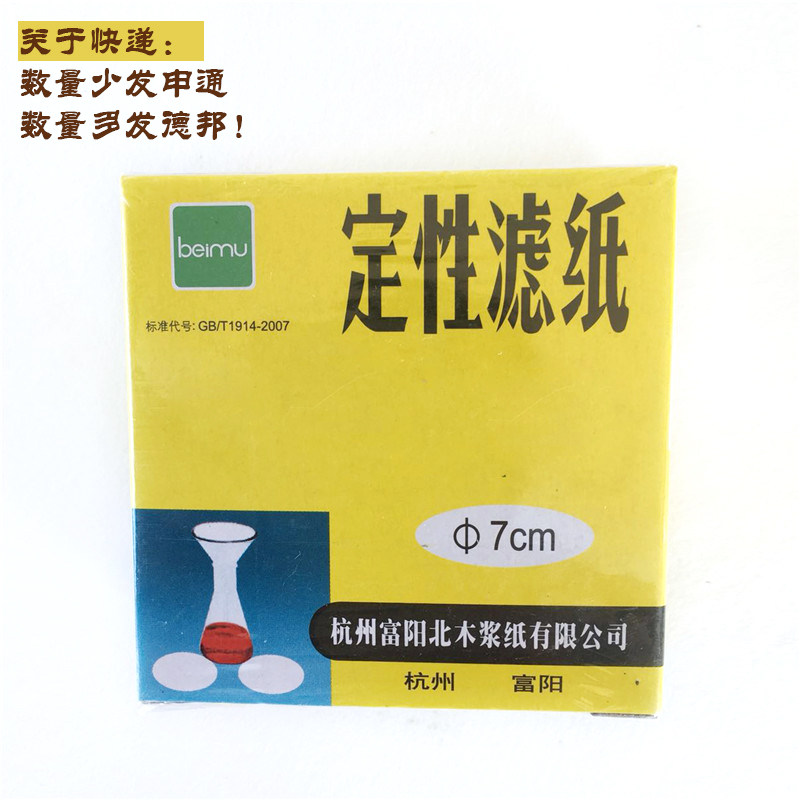 关于快递：
数量少发申通
数量多发德邦！
beimu
定性滤纸
标准代号: GB/T1914-2007
Φ 7cm
杭州富阳北木浆纸有限公司
杭州 富阳